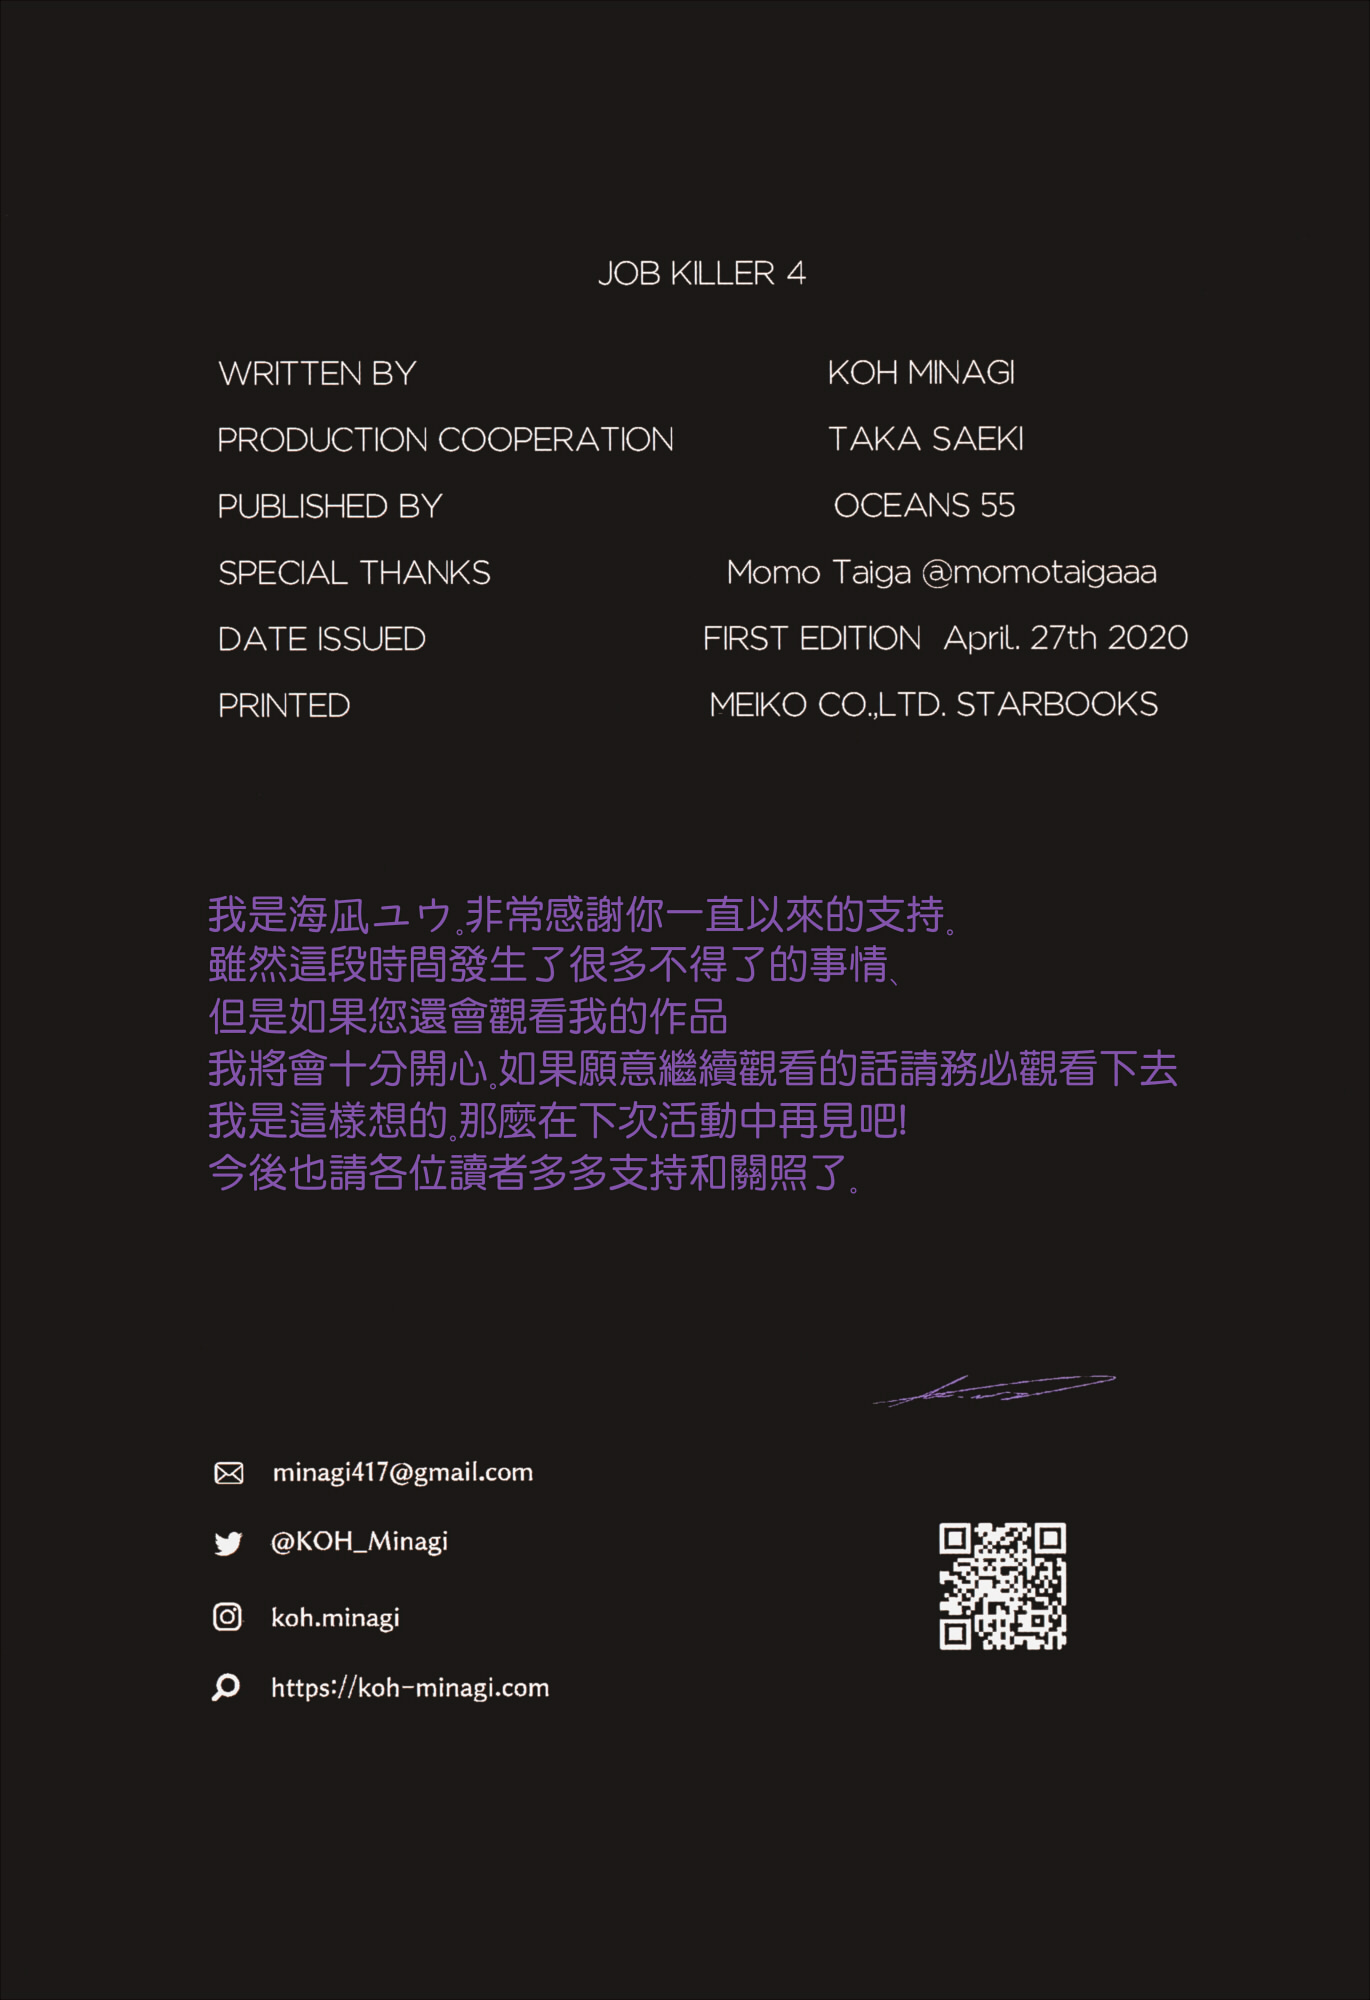 JOB KILLER 4
WRITTEN BY KOH MINAGI
PRODUCTION COOPERATION TAKA SAEKI
PUBLISHED BY OCEANS 55
SPECIAL THANKS Momo Taiga @momotaigaaa
DATE ISSUED FIRST EDITION April. 27th 2020
PRINTED MEIKO CO.,LTD. STARBOOKS
我是海凪ユウ。非常感謝你一直以來的支持。
雖然這段時間發生了很多不得了的事情、
但是如果您還會觀看我的作品
我將會十分開心。如果願意繼續觀看的話請務必觀看下去
我是這樣想的。那麼在下次活動中再見吧!
今後也請各位讀者多多支持和關照了。
minagi417@gmail.com
@KOH_Minagi
koh.minagi
https://koh-minagi.com